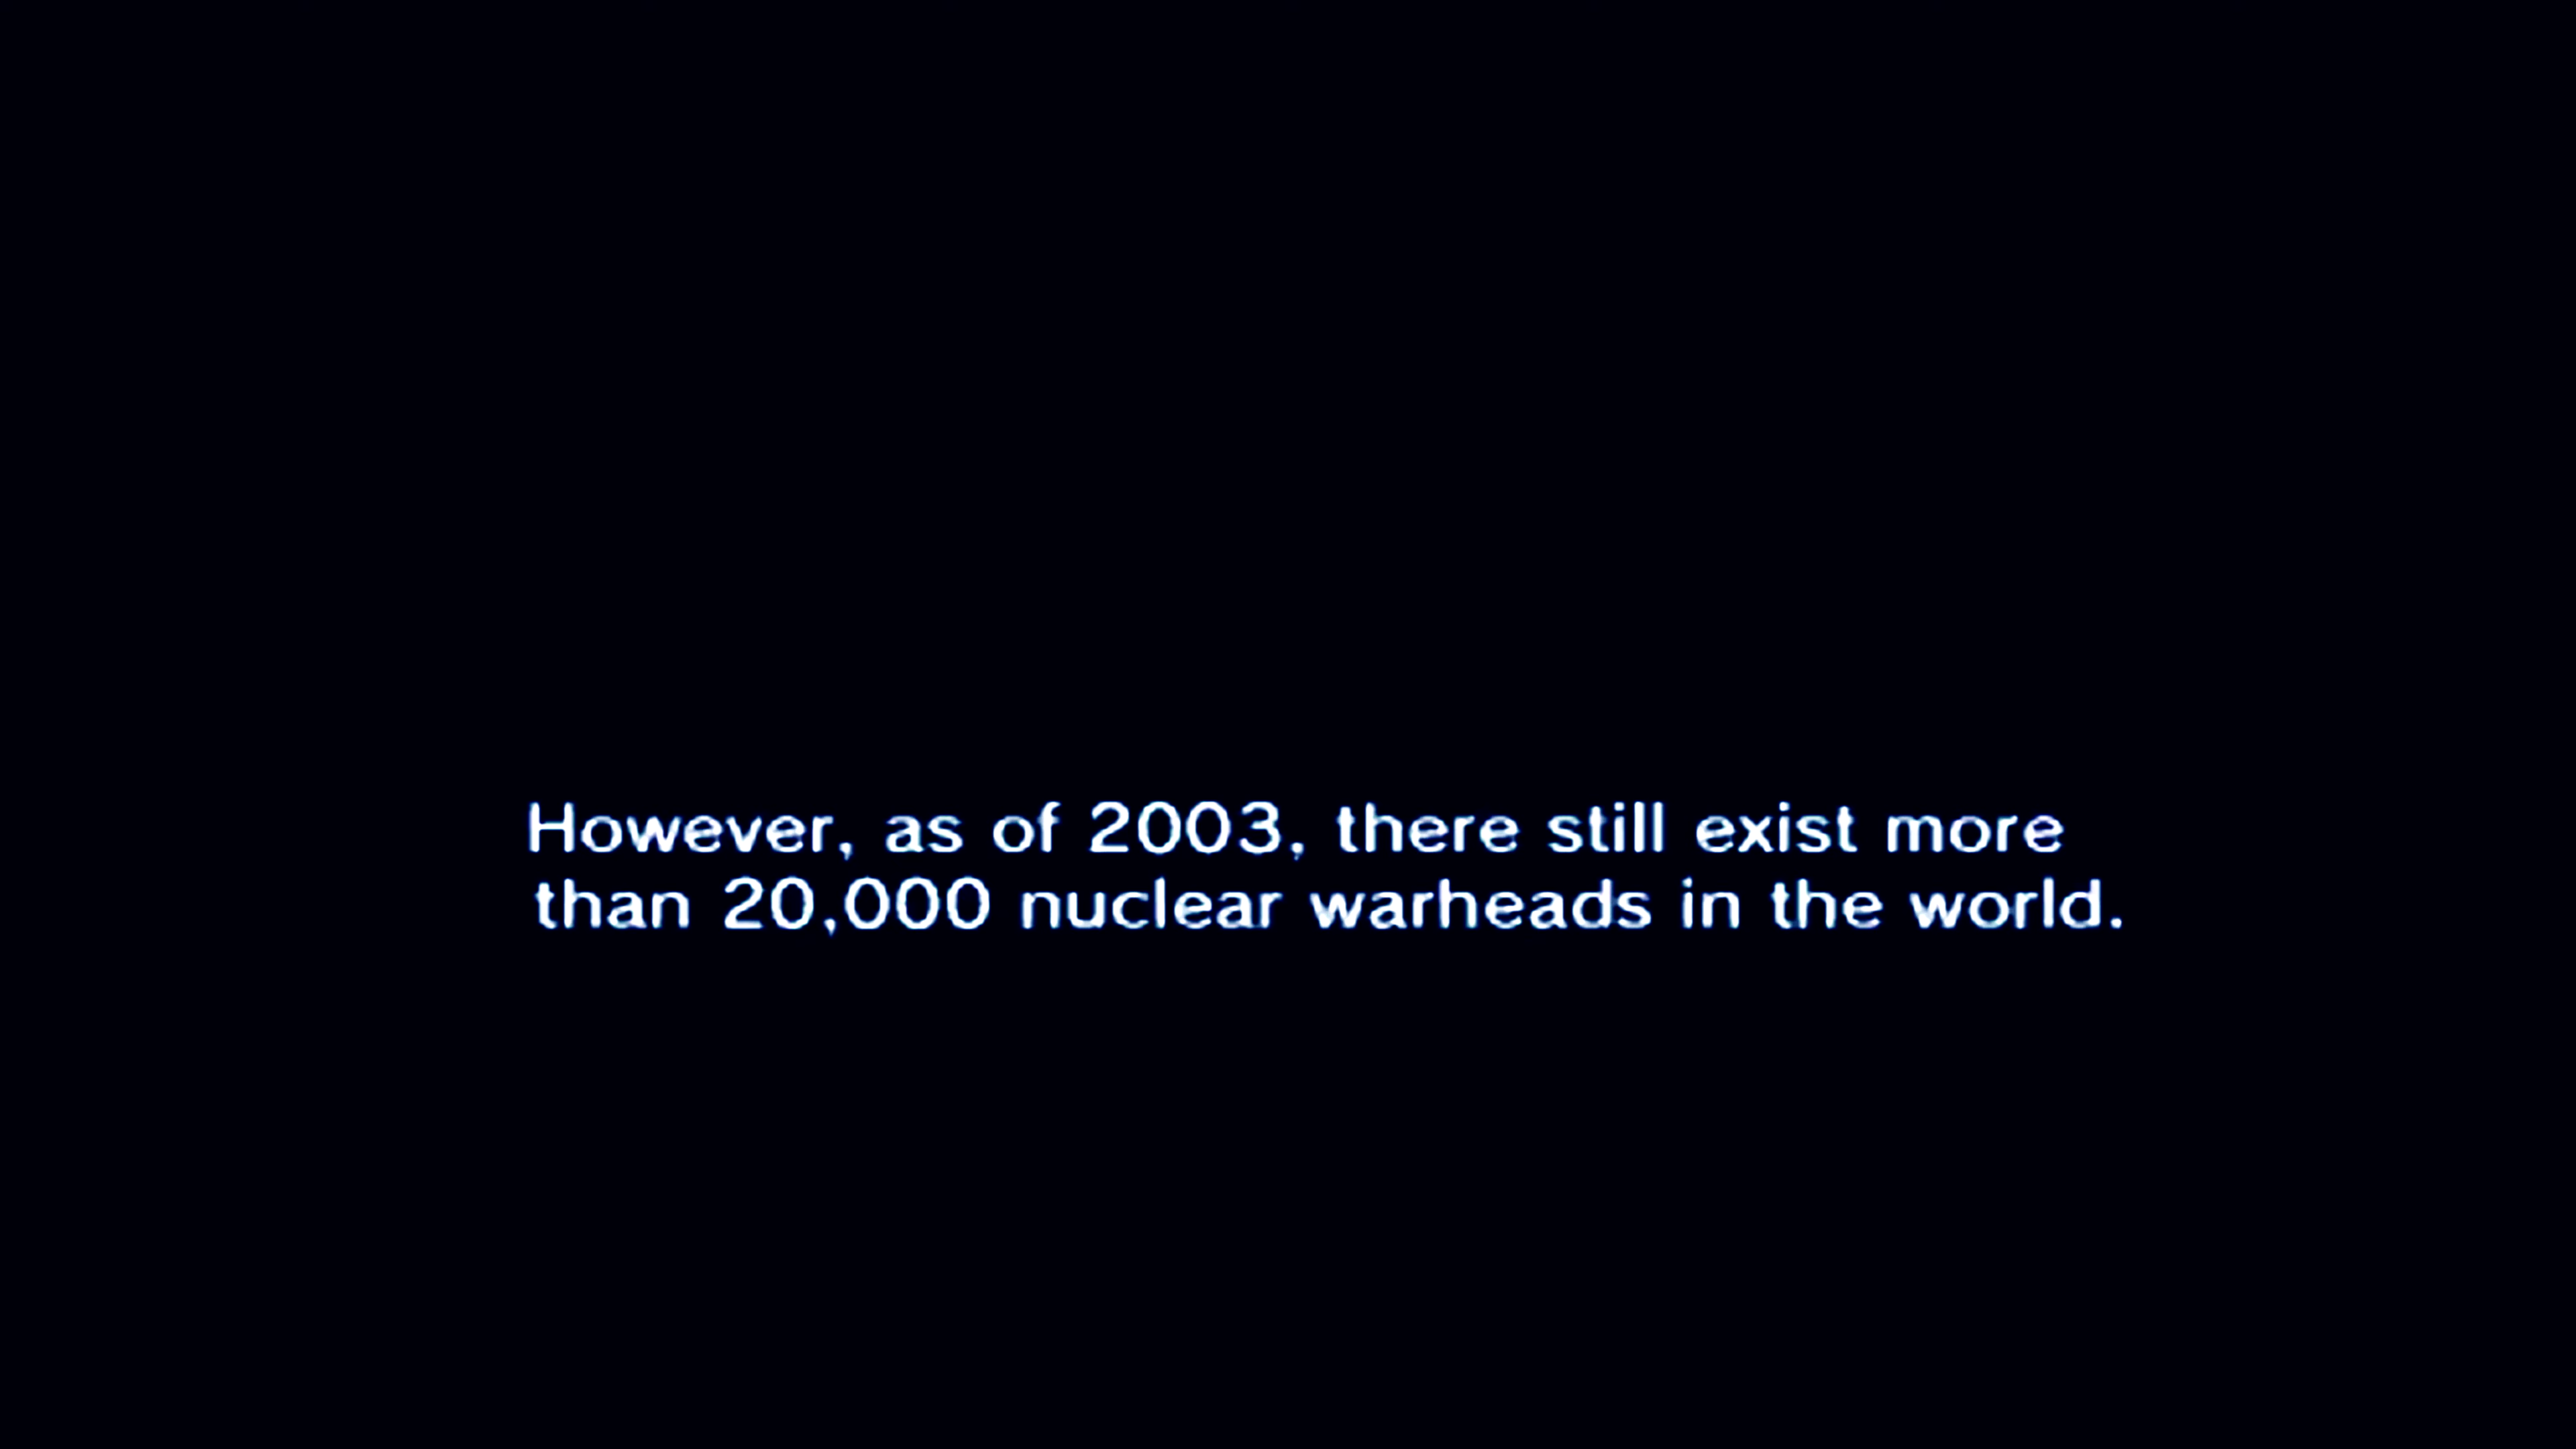 However, as of 2003, there still exist more
than 20,000 nuclear warheads in the world.